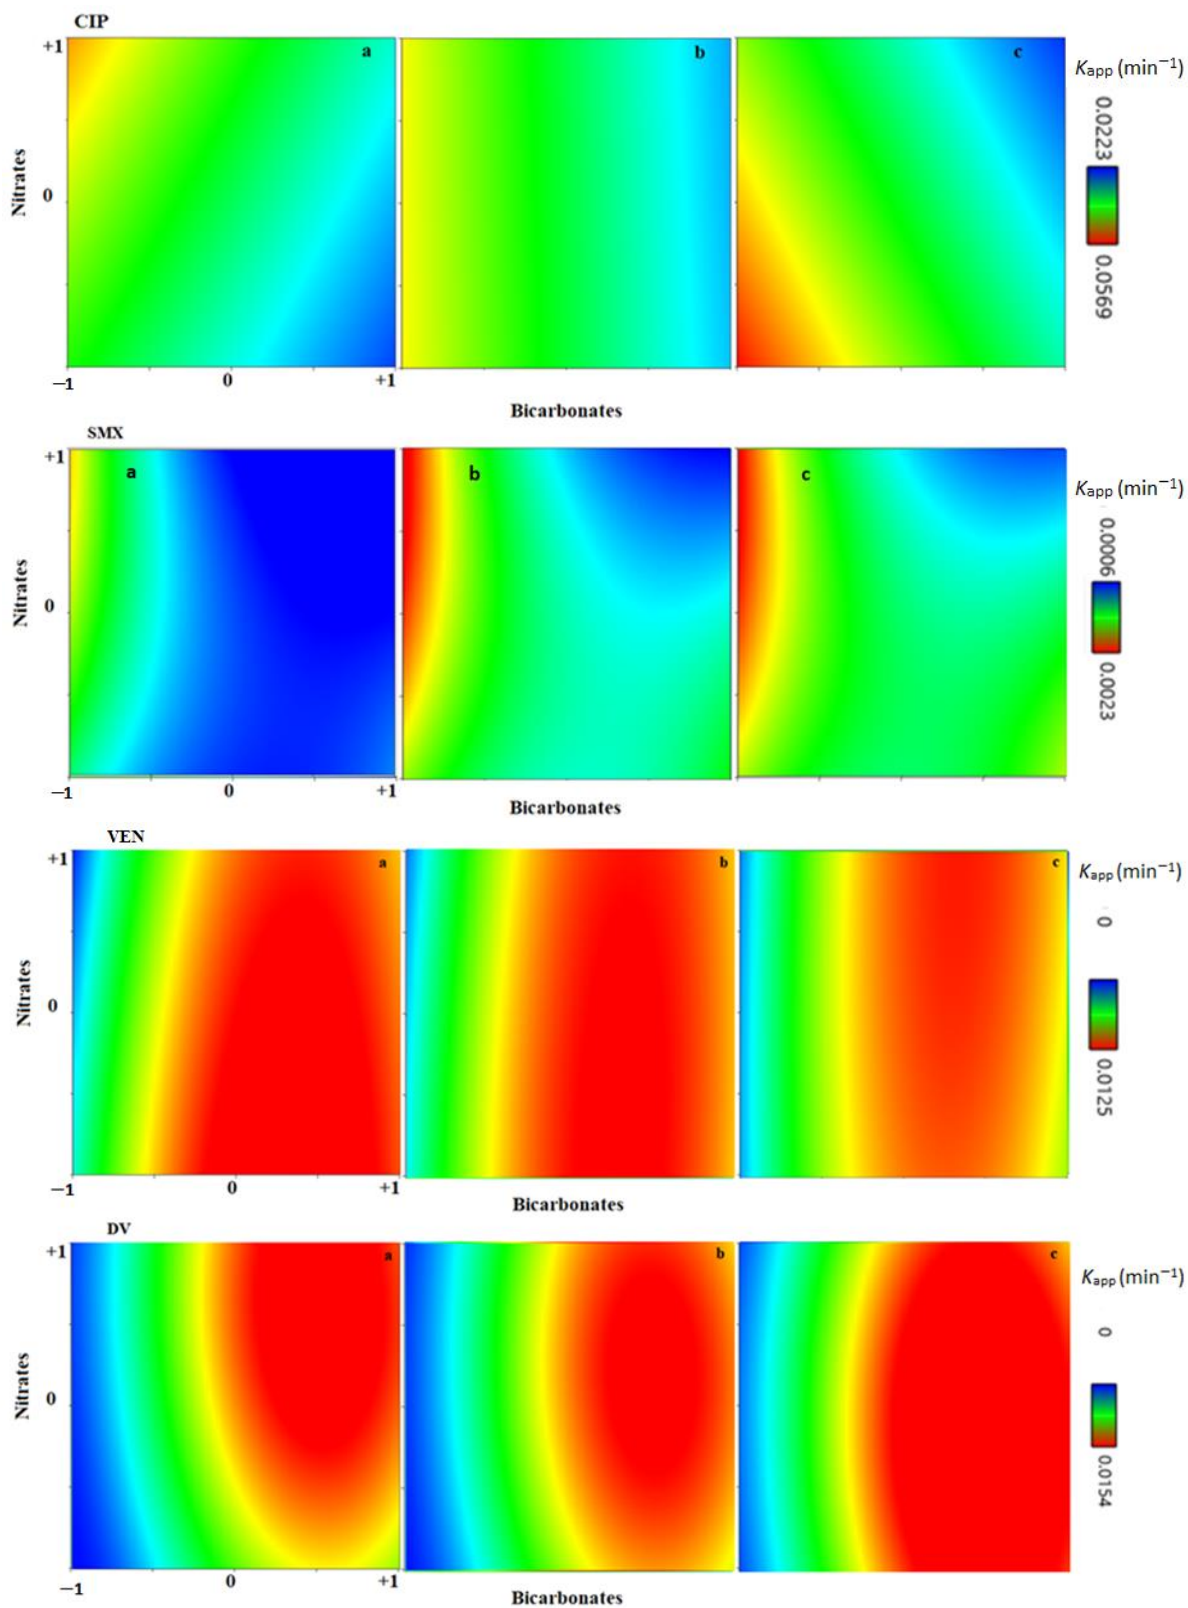 CIP
+1
a
b
c
Kapp (min−1)
0.0223
0.0569
Nitrates
0
−1
0
+1
Bicarbonates
SMX
+1
a
b
c
Kapp (min−1)
0.0006
0.0023
Nitrates
0
−1
0
+1
Bicarbonates
VEN
+1
a
b
c
Kapp (min−1)
0
0.0125
Nitrates
0
−1
0
+1
Bicarbonates
DV
+1
a
b
c
Kapp (min−1)
0
0.0154
Nitrates
0
−1
0
+1
Bicarbonates